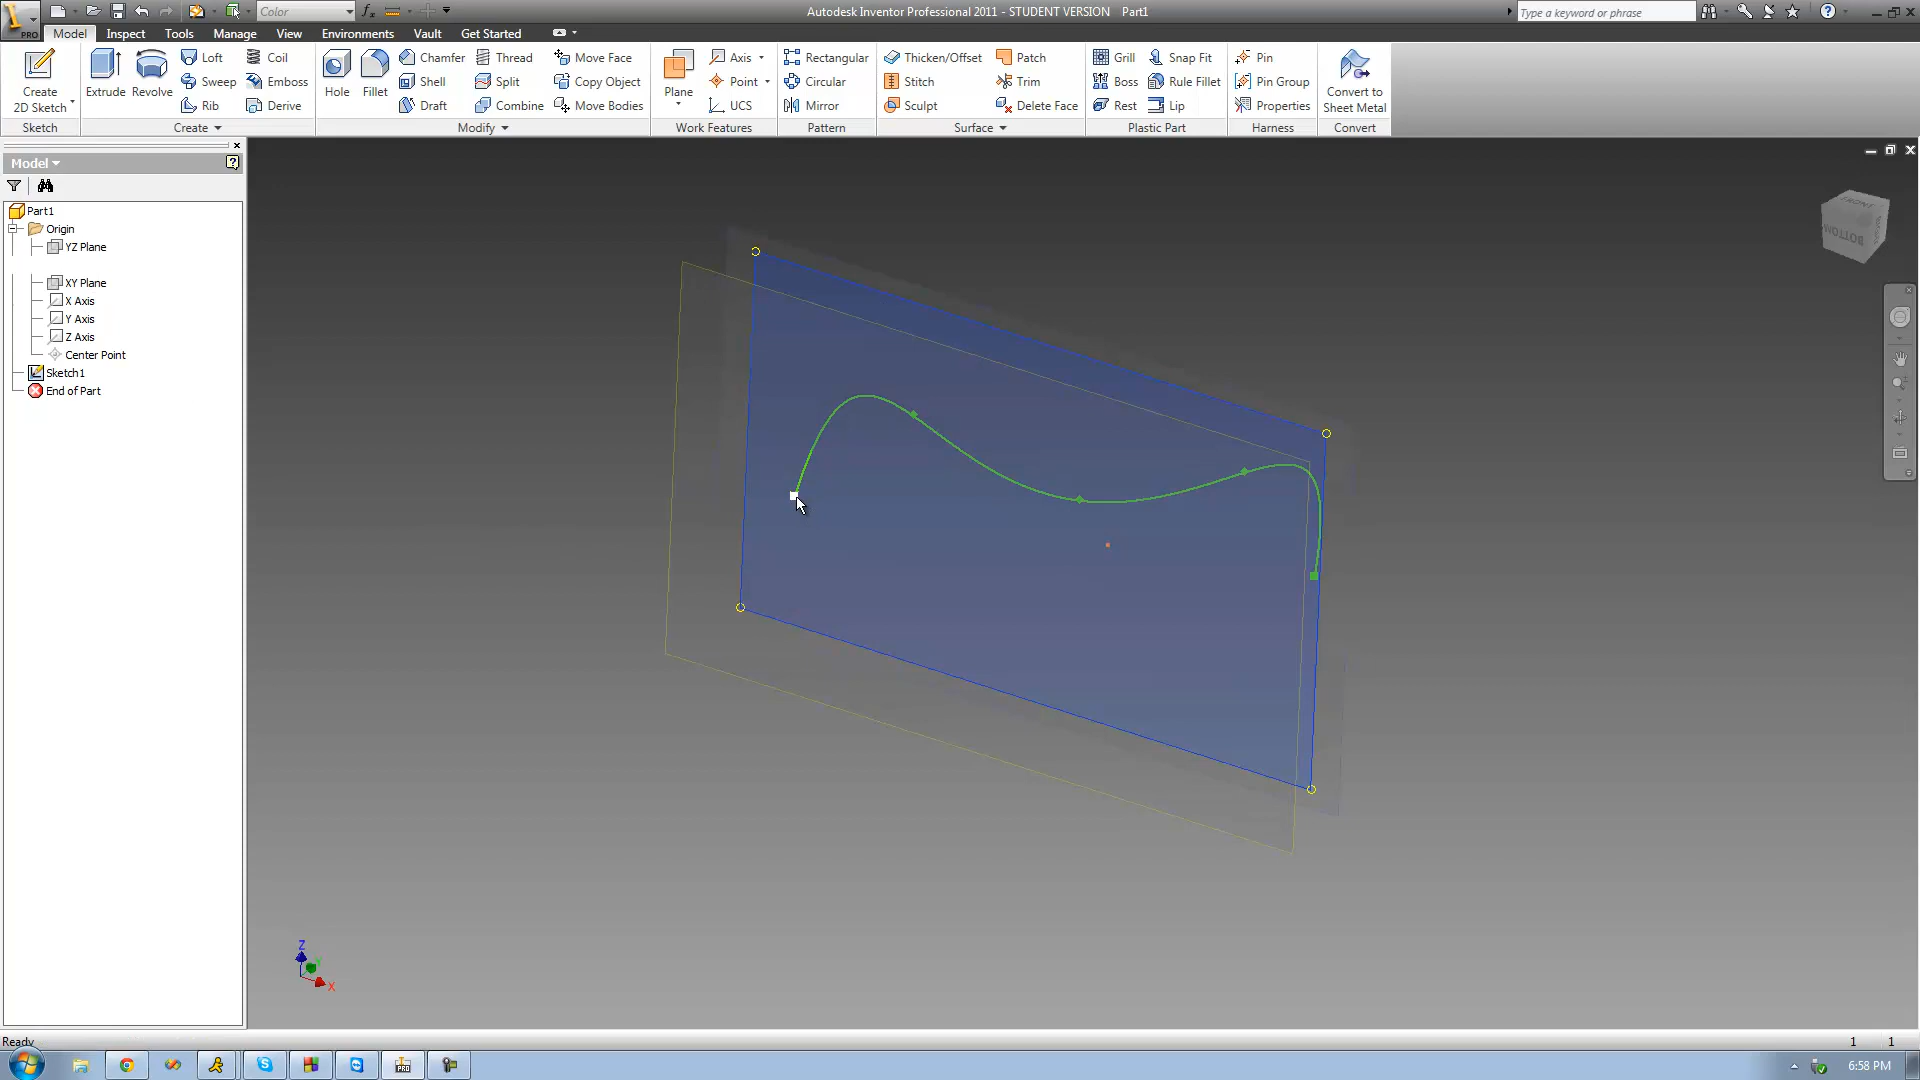 PRO
Color
Autodesk Inventor Professional 2011 - STUDENT VERSION Part1
Type a keyword or phrase
Model Inspect Tools Manage View Environments Vault Get Started
Create
2D Sketch
Sketch
Extrude
Revolve
Loft
Sweep
Rib
Coil
Emboss
Derive
Create
Hole
Fillet
Chamfer
Shell
Draft
Thread
Split
Combine
Move Face
Copy Object
Move Bodies
Modify
Plane
Axis
Point
UCS
Work Features
Rectangular
Circular
Mirror
Pattern
Thicken/Offset
Stitch
Sculpt
Patch
Trim
Delete Face
Surface
Grill
Boss
Rest
Snap Fit
Rule Fillet
Lip
Plastic Part
Pin
Pin Group
Properties
Harness
Convert to
Sheet Metal
Convert
Model
Part1
Origin
YZ Plane
XY Plane
X Axis
Y Axis
Z Axis
Center Point
Sketch1
End of Part
FRONT
BOTTOM
Z
X
Ready
1 1
PRO
6:58 PM